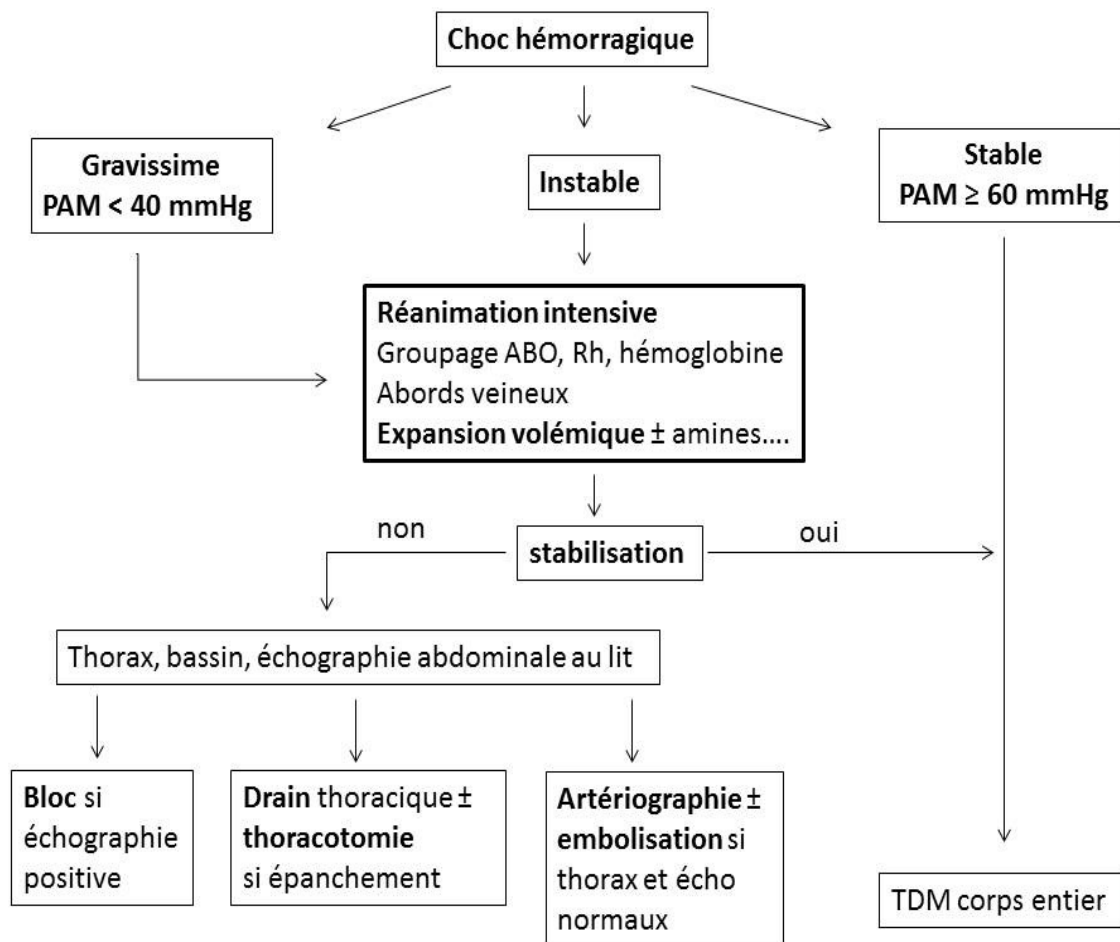 Choc hémorragique
Gravissime
PAM < 40 mmHg
Instable
Stable
PAM ≥ 60 mmHg
Réanimation intensive
Groupage ABO, Rh, hémoglobine
Abords veineux
Expansion volémique ± amines....
non
stabilisation
oui
Thorax, bassin, échographie abdominale au lit
Bloc si
échographie
positive
Drain thoracique ±
thoracotomie
si épanchement
Artériographie ±
embolisation si
thorax et écho
normaux
TDM corps entier